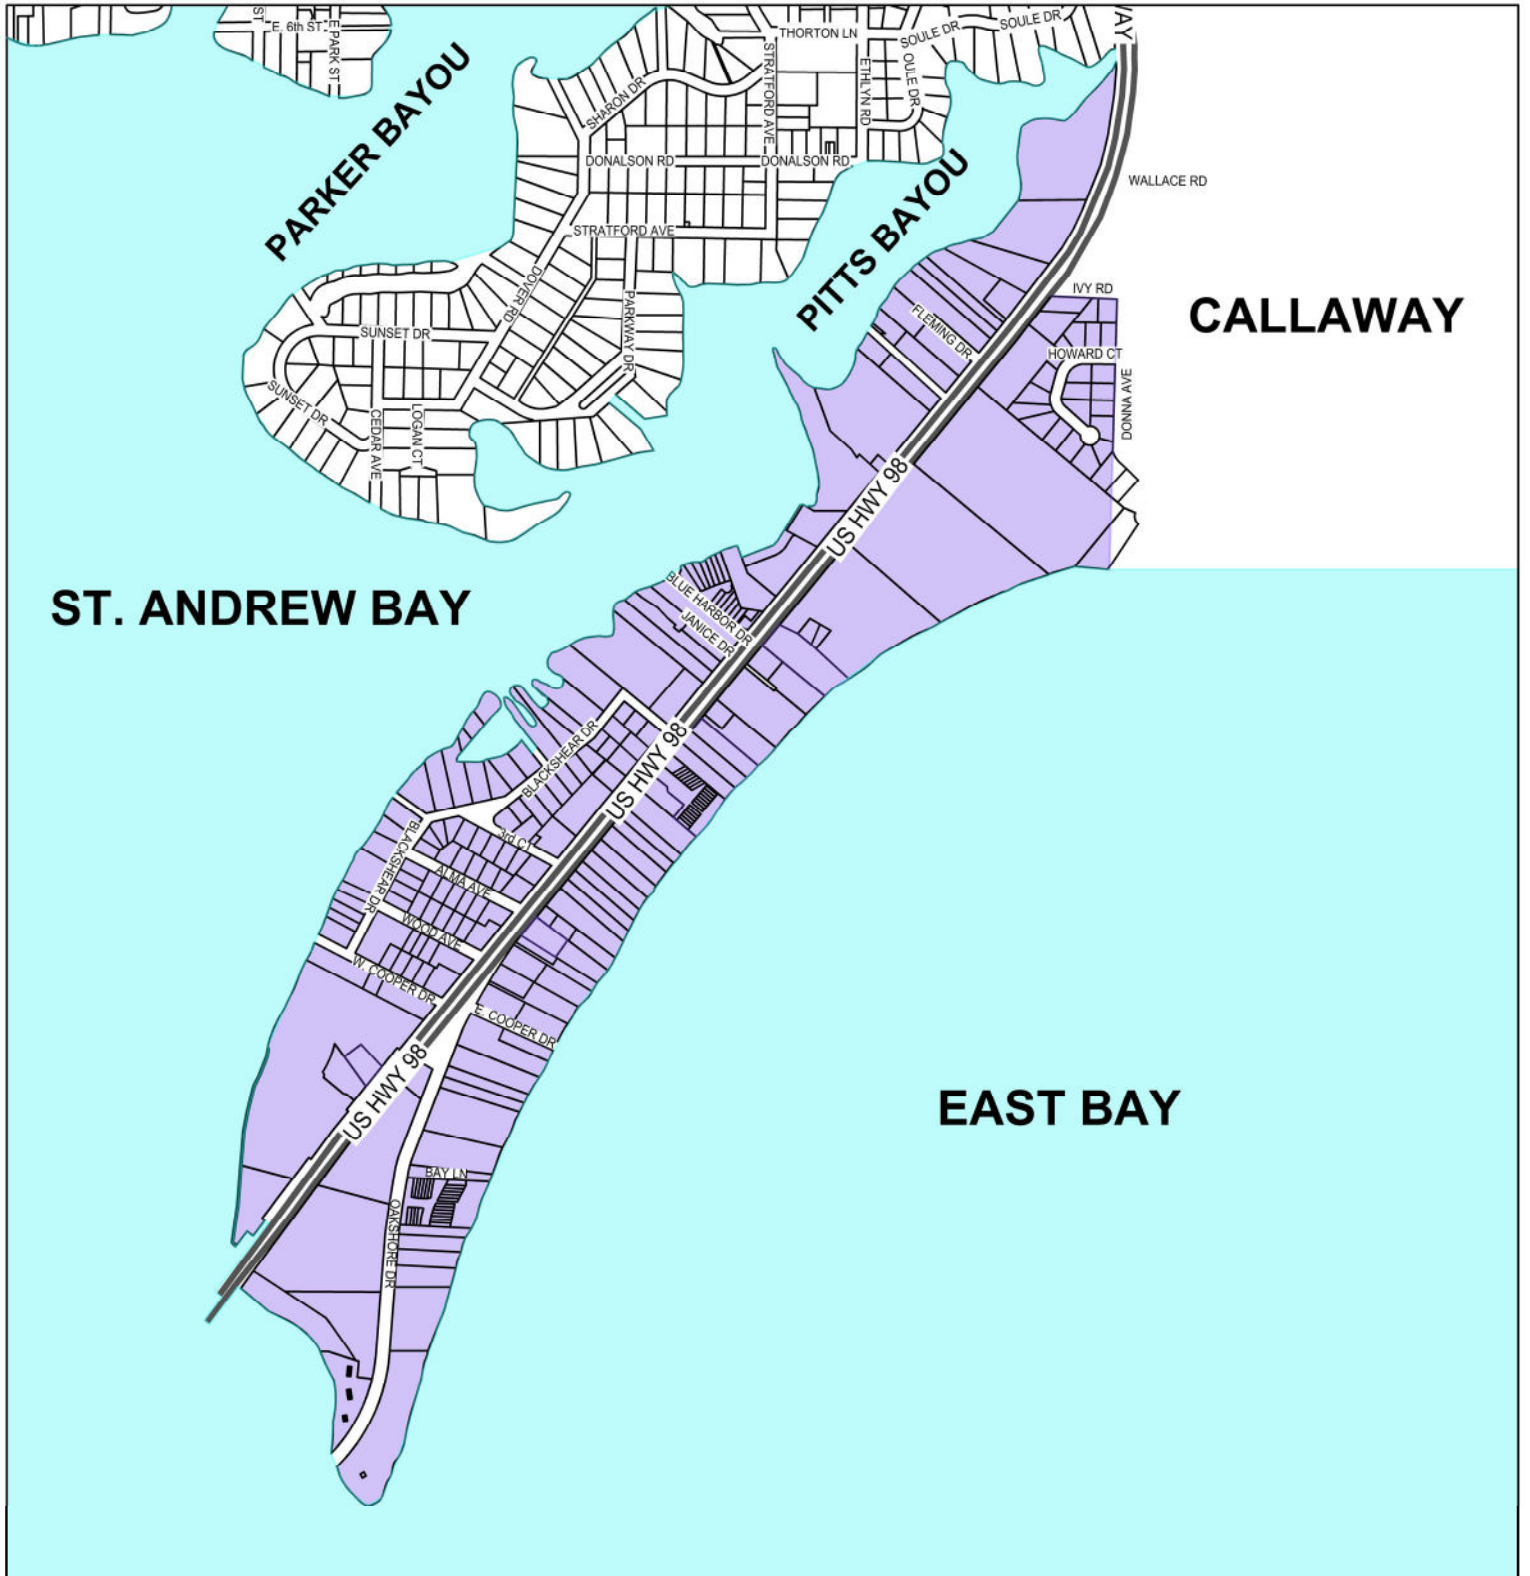 ST
E. 6th ST
E PARK ST
PARKER BAYOU
SHARON DR
STRATFORD AVE
THORTON LN
SOULE DR
SOULE DR
OULE DR
ETHLYN RD
WAY
DONALSON RD
DONALSON RD
WALLACE RD
STRATFORD AVE
PITTS BAYOU
DOVER RD
PARKWAY DR
IVY RD
CALLAWAY
FLEMING DR
SUNSET DR
HOWARD CT
DONNA AVE
SUNSET DR
CEDAR AVE
LOGAN CT
US HWY 98
ST. ANDREW BAY
BLUE HARBOR DR
JANICE DR
BLACKSHEAR DR
US HWY 98
3rd CT
BLACKSHEAR DR
ALMA AVE
WOOD AVE
W. COOPER DR
E. COOPER DR
US HWY 98
EAST BAY
BAY LN
OAKSHORE DR